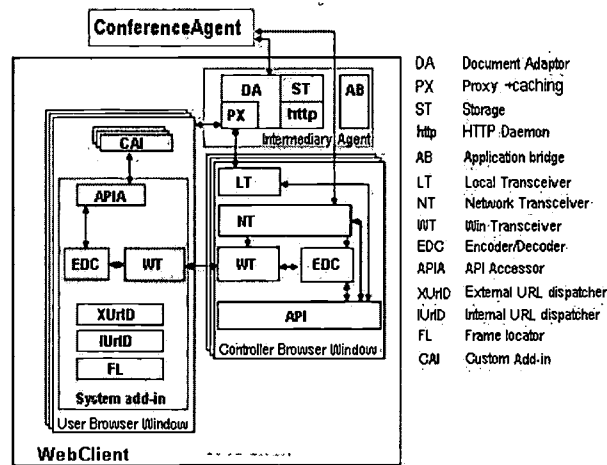 ConferenceAgent
DA
ST
AB
PX
http
Intermediary Agent
CAI
APIA
EDC
WT
XUrlD
IUrlD
FL
System add-in
User Browser Window
LT
NT
WT
EDC
API
Controller Browser Window
WebClient
DA Document Adaptor
PX Proxy +caching
ST Storage
http HTTP Daemon
AB Application bridge
LT Local Transceiver
NT Network Transceiver
WT Win Transceiver
EDC Encoder/Decoder
APIA API Accessor
XUrlD External URL dispatcher
IUrlD Internal URL dispatcher
FL Frame locator
CAI Custom Add-in